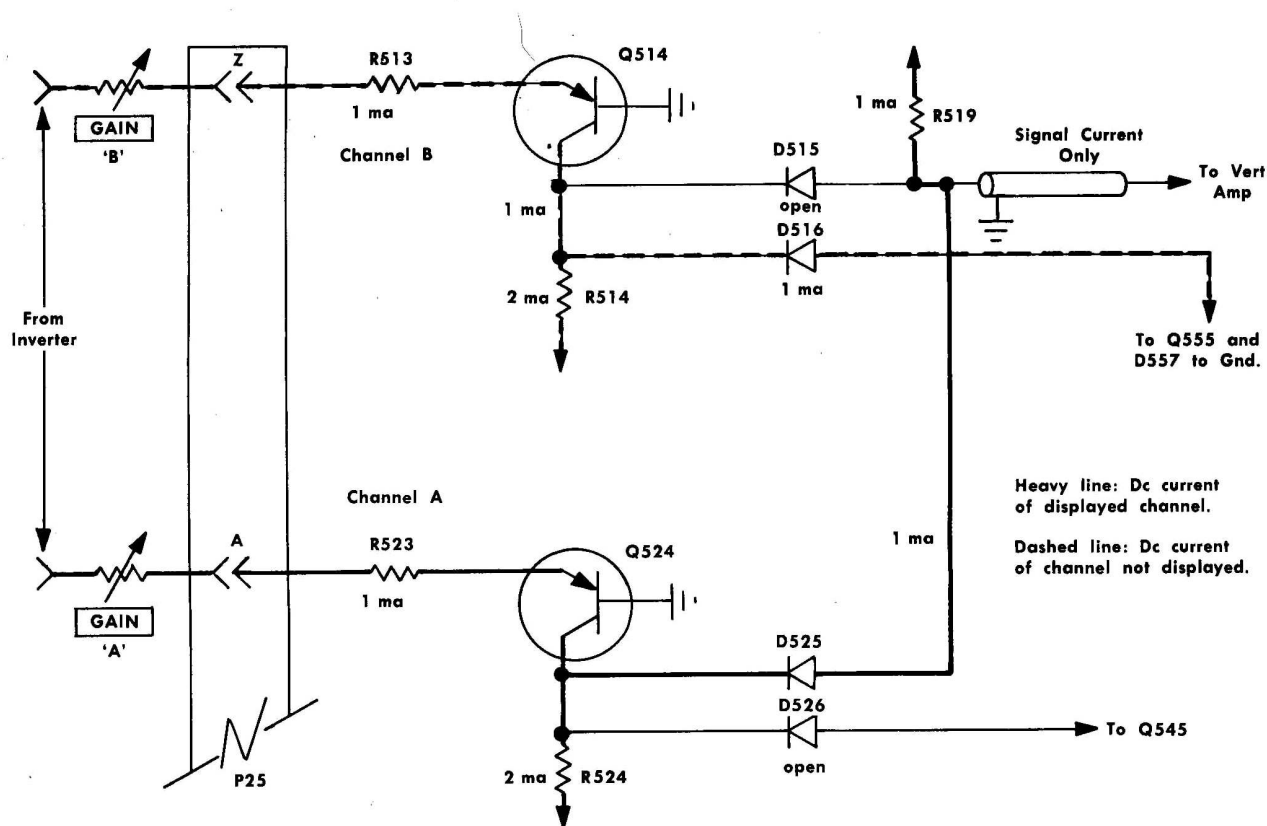 Z
R513
Q514
1 ma
GAIN
'B'
Channel B
1 ma
R519
Signal Current
Only
To Vert
Amp
D515
open
1 ma
D516
1 ma
2 ma
R514
From
Inverter
To Q555 and
D557 to Gnd.
Channel A
Heavy line: Dc current
of displayed channel.
Dashed line: Dc current
of channel not displayed.
1 ma
A
R523
Q524
1 ma
GAIN
'A'
D525
D526
open
To Q545
2 ma
R524
P25